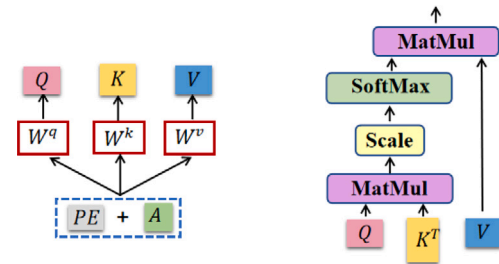 Q K V
W^q W^k W^v
PE + A
MatMul
SoftMax
Scale
MatMul
Q K^T V